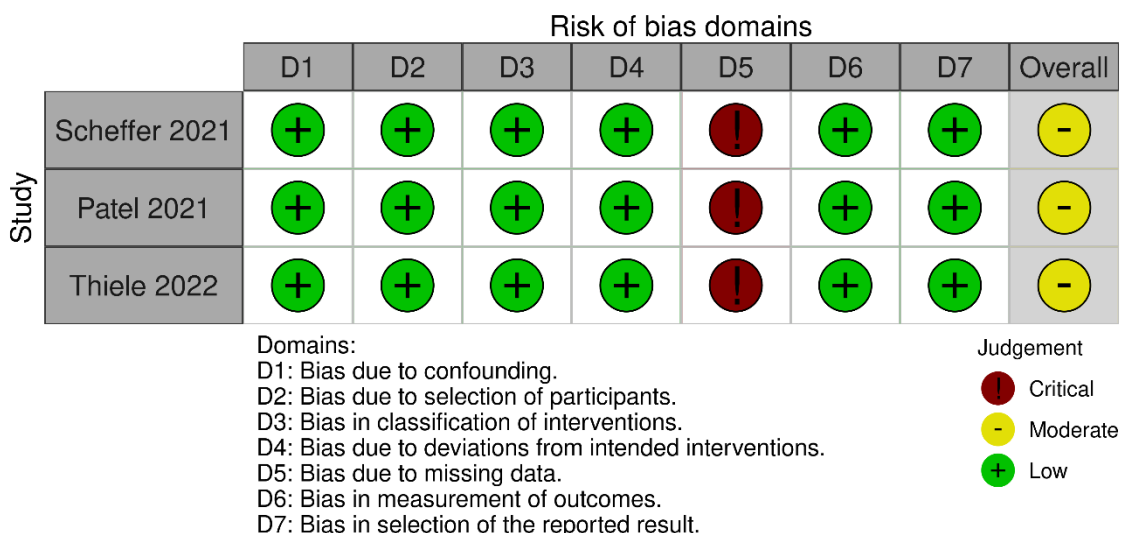 Risk of bias domains
D1 D2 D3 D4 D5 D6 D7 Overall
Study
Scheffer 2021 + + + + ! + + -
Patel 2021 + + + + ! + + -
Thiele 2022 + + + + ! + + -
Domains:
D1: Bias due to confounding.
D2: Bias due to selection of participants.
D3: Bias in classification of interventions.
D4: Bias due to deviations from intended interventions.
D5: Bias due to missing data.
D6: Bias in measurement of outcomes.
D7: Bias in selection of the reported result.
Judgement
! Critical
- Moderate
+ Low